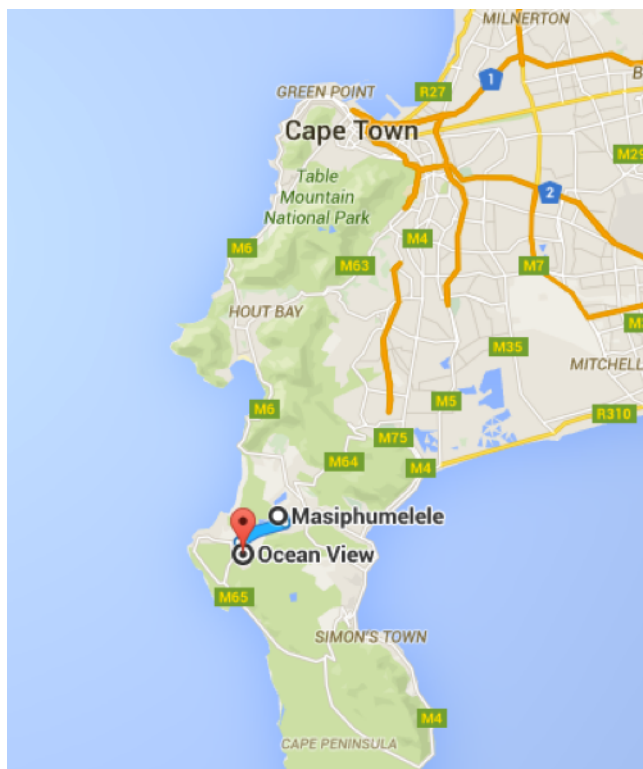 MILNERTON
1
B
R27
GREEN POINT
Cape Town
M29
Table
Mountain
National Park
2
M6
M4
M63
M7
HOUT BAY
M35
MITCHELL
M6
M5
R310
M75
M64
M4
Masiphumelele
Ocean View
M65
SIMON'S TOWN
M4
CAPE PENINSULA